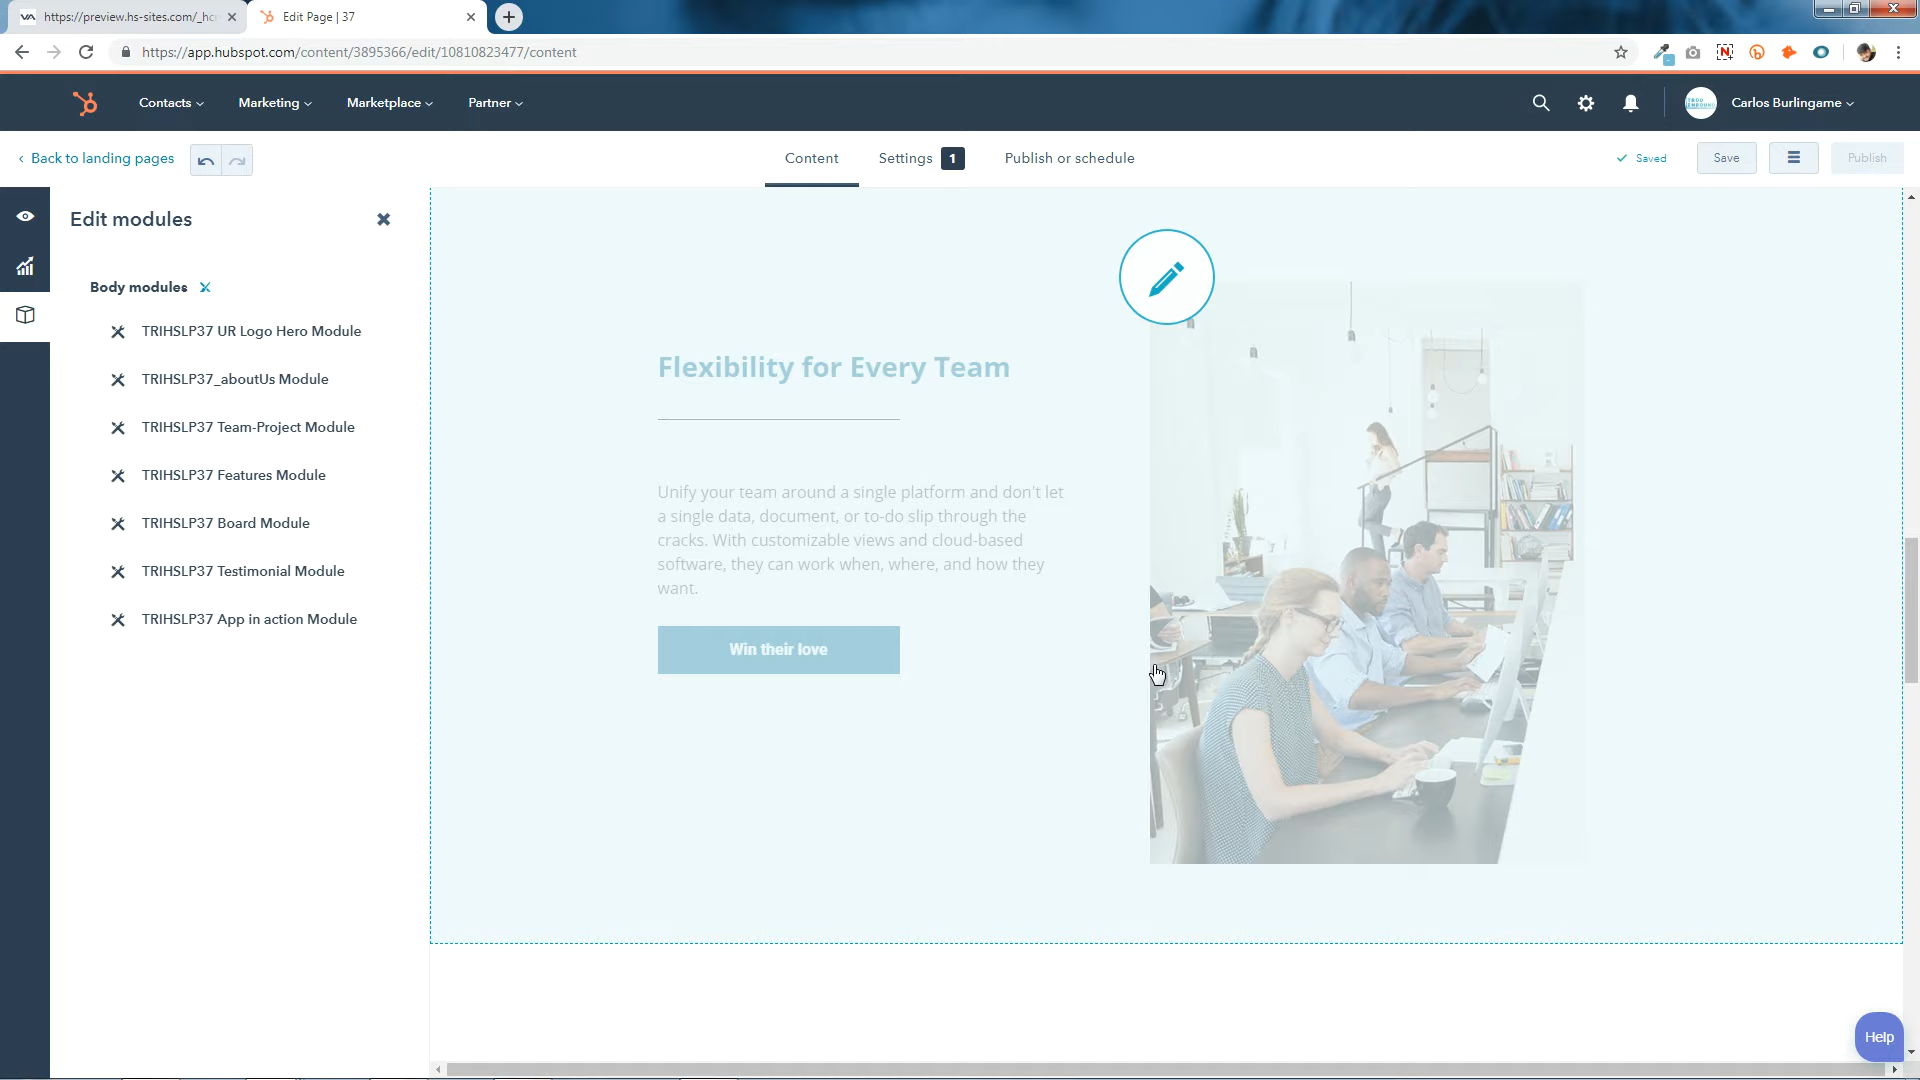 https://preview.hs-sites.com/_hcr
Edit Page | 37
https://app.hubspot.com/content/3895366/edit/10810823477/content
Contacts
Marketing
Marketplace
Partner
Carlos Burlingame
Back to landing pages
Content
Settings 1
Publish or schedule
Saved
Save
Publish
Edit modules
Body modules
TRIHSLP37 UR Logo Hero Module
TRIHSLP37_aboutUs Module
TRIHSLP37 Team-Project Module
TRIHSLP37 Features Module
TRIHSLP37 Board Module
TRIHSLP37 Testimonial Module
TRIHSLP37 App in action Module
Flexibility for Every Team
Unify your team around a single platform and don't let
a single data, document, or to-do slip through the
cracks. With customizable views and cloud-based
software, they can work when, where, and how they
want.
Win their love
Help